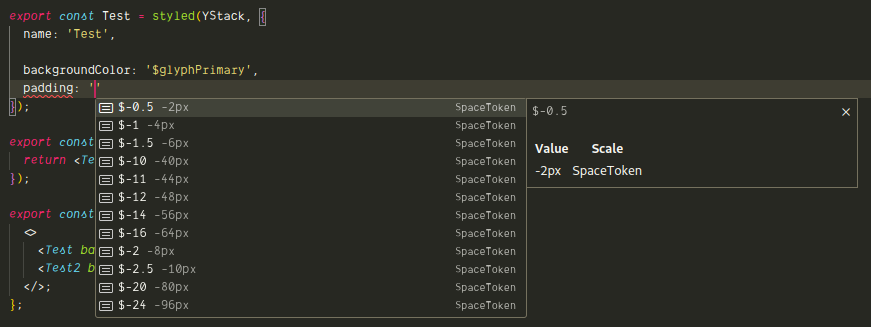 export const Test = styled(YStack, {
name: 'Test',
backgroundColor: '$glyphPrimary',
padding: ''
});
$-0.5 -2px SpaceToken
$-1 -4px SpaceToken
$-1.5 -6px SpaceToken
$-10 -40px SpaceToken
$-11 -44px SpaceToken
$-12 -48px SpaceToken
$-14 -56px SpaceToken
$-16 -64px SpaceToken
$-2 -8px SpaceToken
$-2.5 -10px SpaceToken
$-20 -80px SpaceToken
$-24 -96px SpaceToken
$-0.5 ×
Value Scale
-2px SpaceToken
export const
return <Te
});
export const
<>
<Test ba
<Test2 b
</>;
};